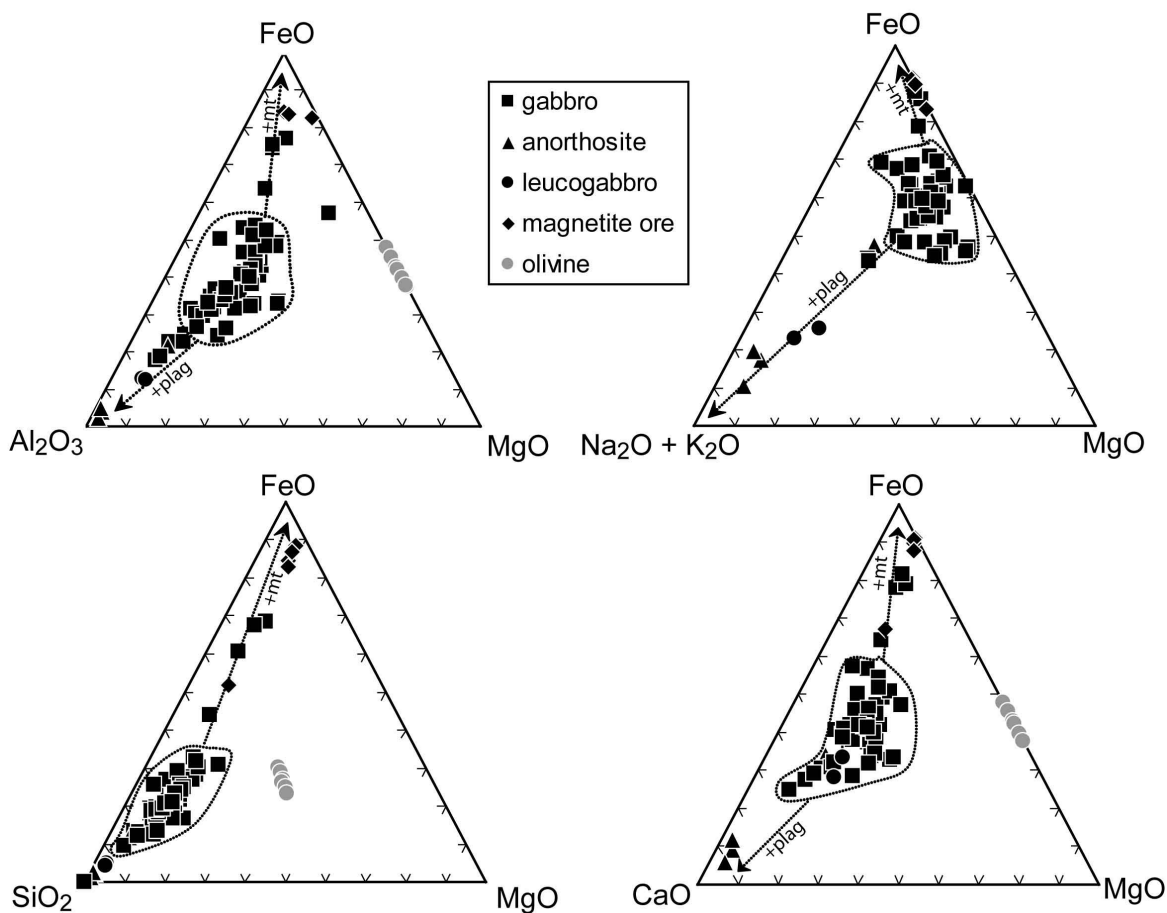 FeO
+mt
+plag
Al₂O₃
MgO
gabbro
anorthosite
leucogabbro
magnetite ore
olivine
FeO
+mt
+plag
Na₂O + K₂O
MgO
FeO
+mt
SiO₂
MgO
FeO
+mt
+plag
CaO
MgO